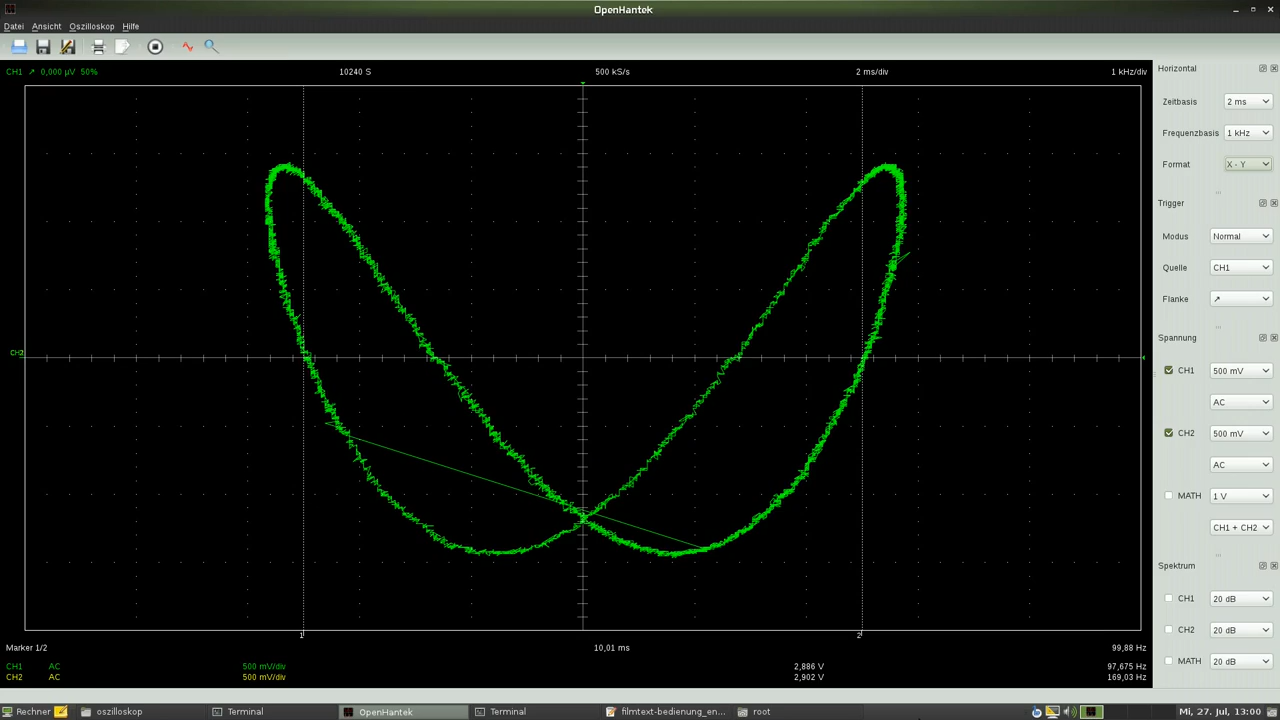 OpenHantek
Datei Ansicht Oszilloskop Hilfe
CH1 ↗ 0,000 µV 50% 10240 S 500 kS/s 2 ms/div 1 kHz/div
Horizontal
Zeitbasis 2 ms
Frequenzbasis 1 kHz
Format X - Y
Trigger
Modus Normal
Quelle CH1
Flanke ↗
Spannung
CH2
CH1 500 mV
AC
CH2 500 mV
AC
MATH 1 V
CH1 + CH2
Spektrum
CH1 20 dB
CH2 20 dB
MATH 20 dB
1 2
Marker 1/2 10,01 ms 99,88 Hz
CH1 AC 500 mV/div 2,886 V 97,675 Hz
CH2 AC 500 mV/div 2,902 V 169,03 Hz
Rechner oszilloskop Terminal OpenHantek Terminal filmtext-bedienung_en... root Mi, 27. Jul, 13:00